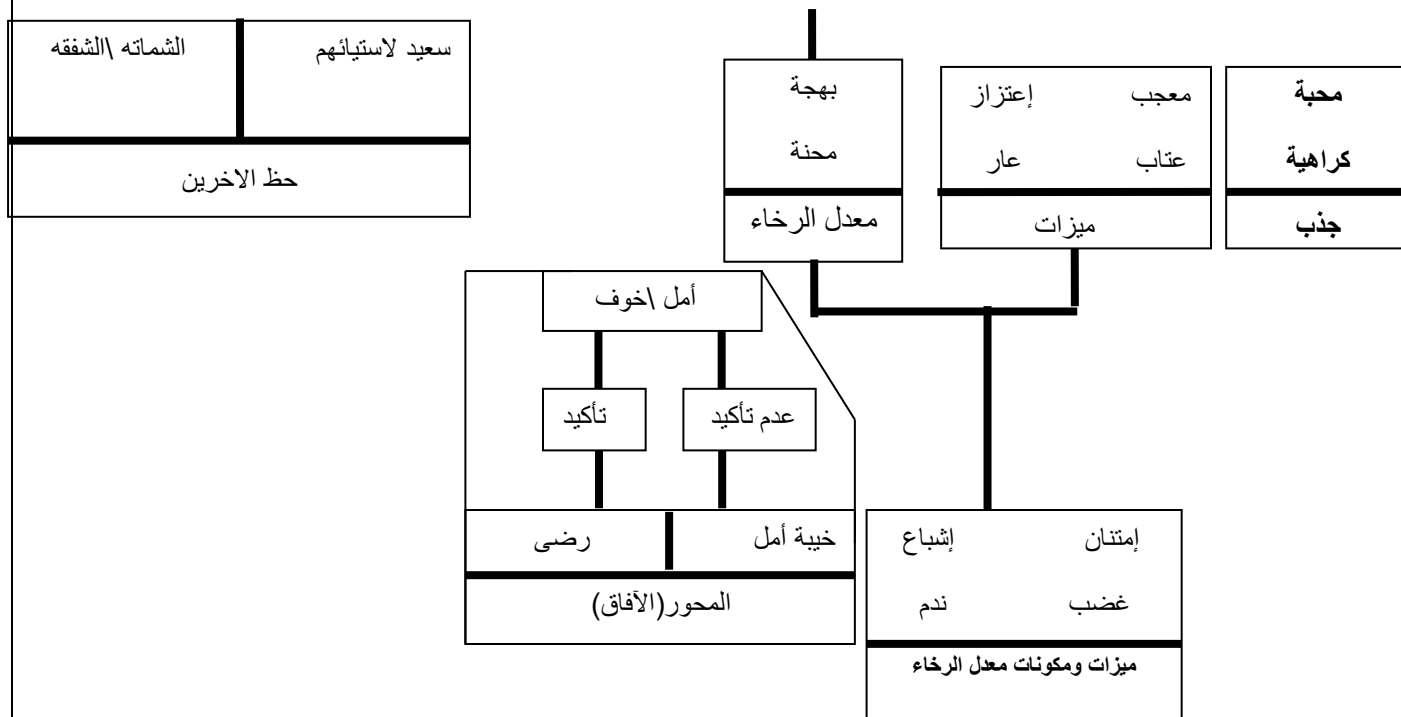 محبة
كراهية
جذب
معجب إعتزاز
عتاب عار
ميزات
بهجة
محنة
معدل الرخاء
سعيد لاستيائهم
الشماته \الشفقه
حظ الاخرين
أمل \خوف
عدم تأكيد
تأكيد
خيبة أمل
رضى
المحور(الآفاق)
إمتنان إشباع
غضب ندم
ميزات ومكونات معدل الرخاء